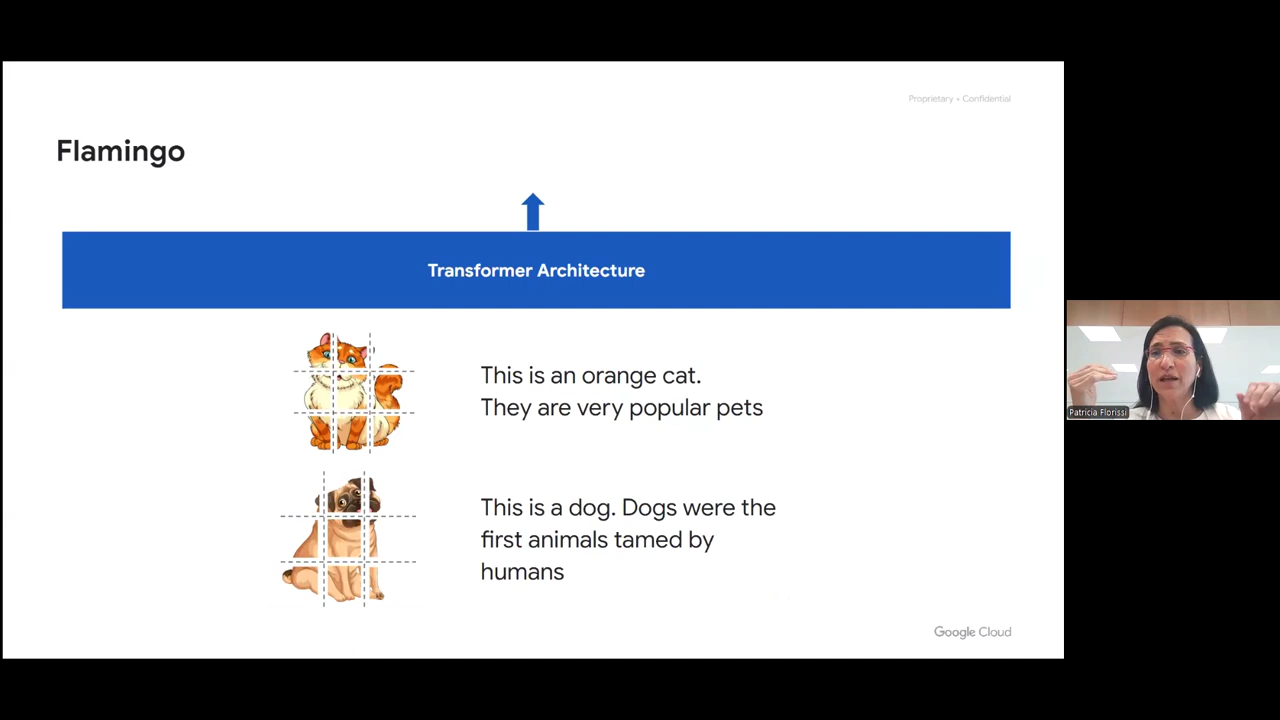 Proprietary + Confidential
Flamingo
Transformer Architecture
This is an orange cat.
They are very popular pets
This is a dog. Dogs were the
first animals tamed by
humans
Google Cloud
Patricia Florissi